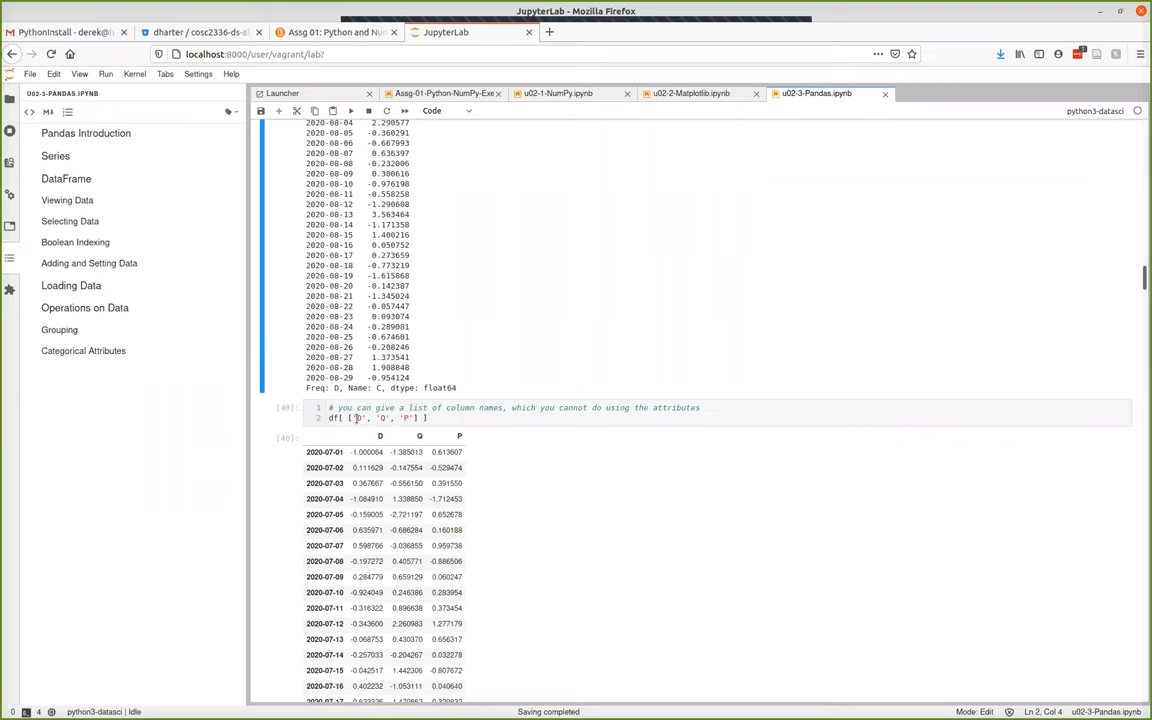 JupyterLab - Mozilla Firefox
PythonInstall - derek@h
dharter / cosc2336-ds-al
Assg 01: Python and Num
JupyterLab
localhost:8000/user/vagrant/lab?
1
File Edit View Run Kernel Tabs Settings Help
U02-3-PANDAS.IPYNB
Launcher
Assg-01-Python-NumPy-Exe
u02-1-NumPy.ipynb
u02-2-Matplotlib.ipynb
u02-3-Pandas.ipynb
Code
python3-datasci
Pandas Introduction
Series
DataFrame
Viewing Data
Selecting Data
Boolean Indexing
Adding and Setting Data
Loading Data
Operations on Data
Grouping
Categorical Attributes
2020-08-04 2.290577
2020-08-05 -0.360291
2020-08-06 -0.667993
2020-08-07 0.636397
2020-08-08 -0.232006
2020-08-09 0.300616
2020-08-10 -0.976198
2020-08-11 -0.558258
2020-08-12 -1.290608
2020-08-13 3.563464
2020-08-14 -1.171358
2020-08-15 1.400216
2020-08-16 0.050752
2020-08-17 0.273659
2020-08-18 -0.773219
2020-08-19 -1.615868
2020-08-20 -0.142387
2020-08-21 -1.345024
2020-08-22 -0.057447
2020-08-23 0.093074
2020-08-24 -0.289081
2020-08-25 -0.674601
2020-08-26 -0.208246
2020-08-27 1.373541
2020-08-28 1.908848
2020-08-29 -0.954124
Freq: D, Name: C, dtype: float64
[40]: 1 # you can give a list of column names, which you cannot do using the attributes
2 df[ ['D', 'Q', 'P'] ]
[40]: D Q P
2020-07-01 -1.000064 -1.385013 0.613607
2020-07-02 0.111629 -0.147554 -0.529474
2020-07-03 0.367667 -0.556150 0.391550
2020-07-04 -1.084910 1.338850 -1.712453
2020-07-05 -0.159005 -2.721197 0.652678
2020-07-06 0.635971 -0.686284 0.160188
2020-07-07 0.598766 -3.036855 0.959738
2020-07-08 -0.197272 0.405771 -0.886506
2020-07-09 0.284779 0.659129 0.060247
2020-07-10 -0.924049 0.246386 0.283954
2020-07-11 -0.316322 0.896638 0.373454
2020-07-12 -0.343600 2.260983 1.277179
2020-07-13 -0.068753 0.430370 0.656317
2020-07-14 -0.257033 -0.204267 0.032278
2020-07-15 -0.042517 1.442306 -0.807672
2020-07-16 0.402232 -1.053111 0.040640
2020-07-17
0 4 python3-datasci | Idle
Saving completed
Mode: Edit
Ln 2, Col 4
u02-3-Pandas.ipynb